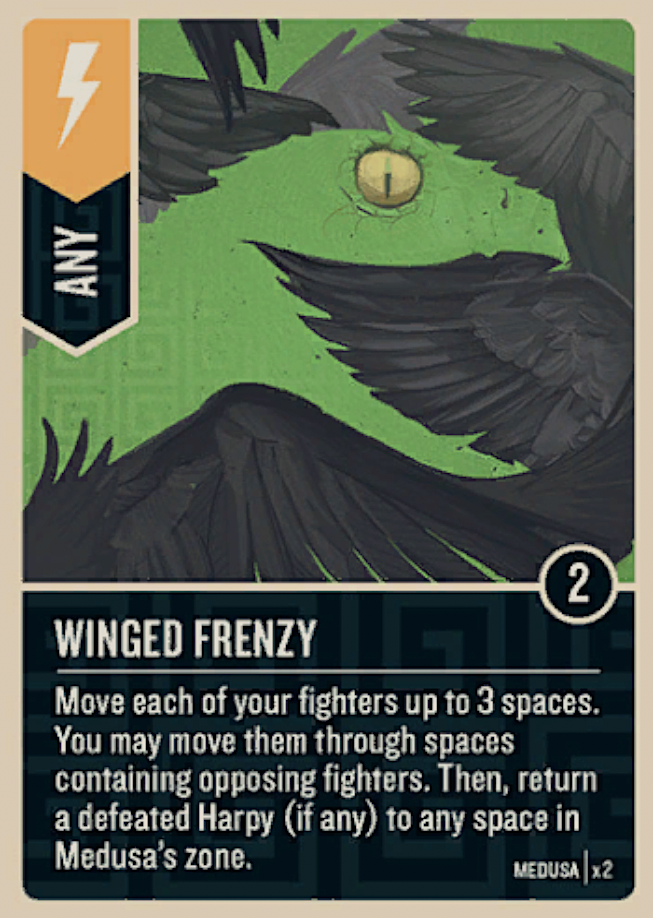 ANY
2
WINGED FRENZY
Move each of your fighters up to 3 spaces.
You may move them through spaces
containing opposing fighters. Then, return
a defeated Harpy (if any) to any space in
Medusa's zone.
MEDUSA | x2